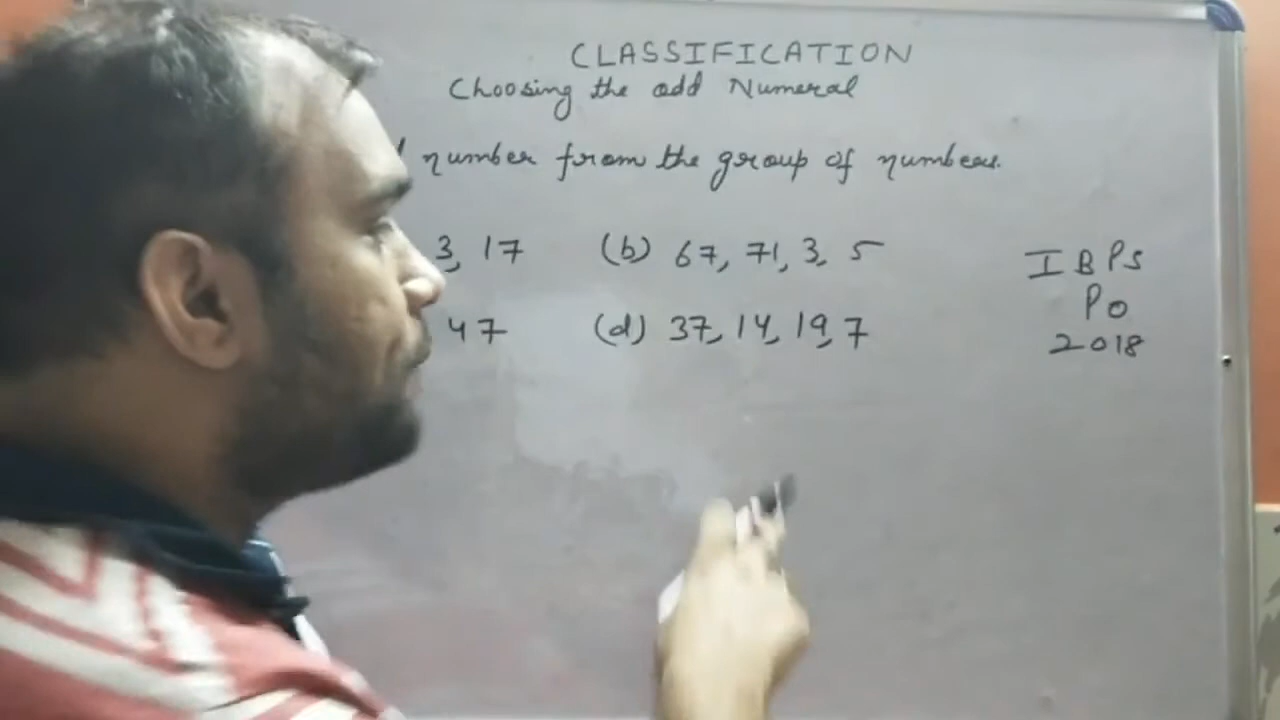 CLASSIFICATION
Choosing the odd Numeral
number from the group of numbers.
3, 17 (b) 67, 71, 3, 5
47 (d) 37, 14, 19, 7
IBPS
PO
2018